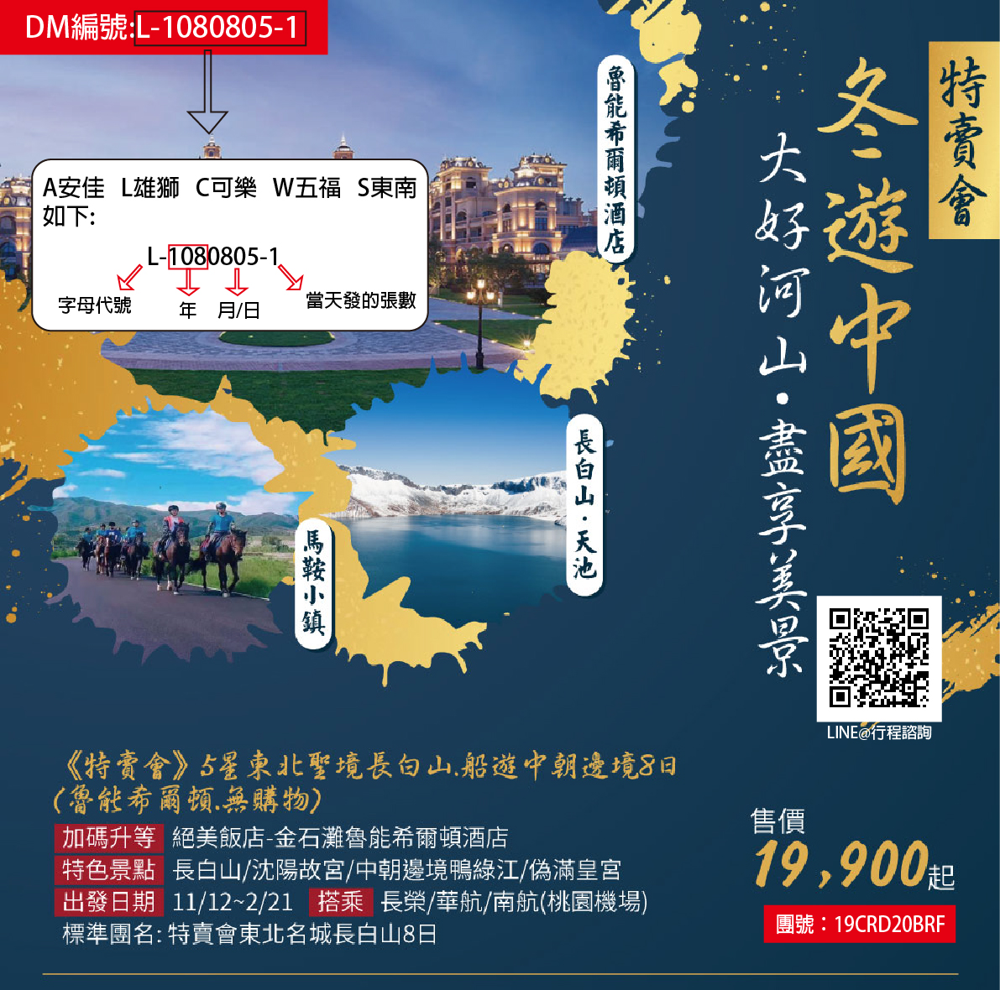 DM編號:L-1080805-1
A安佳 L雄獅 C可樂 W五福 S東南
如下:
L-1080805-1
字母代號
年
月/日
當天發的張數
魯能希爾頓酒店
特賣會
冬遊中國
大好河山·盡享美景
長白山·天池
馬鞍小鎮
LINE@行程諮詢
《特賣會》5星東北聖境長白山.船遊中朝邊境8日
(魯能希爾頓.無購物)
加碼升等 絕美飯店-金石灘魯能希爾頓酒店
特色景點 長白山/沈陽故宮/中朝邊境鴨綠江/偽滿皇宮
出發日期 11/12~2/21 搭乘 長榮/華航/南航(桃園機場)
標準團名: 特賣會東北名城長白山8日
售價
19,900起
團號：19CRD20BRF